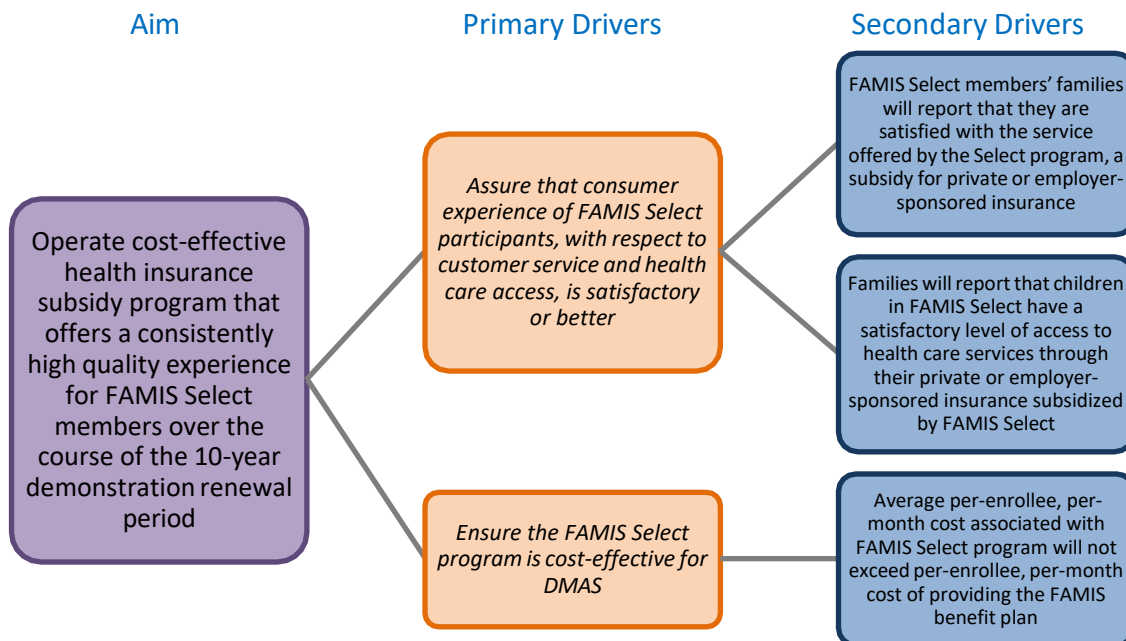 Aim
Primary Drivers
Secondary Drivers
Operate cost-effective
health insurance
subsidy program that
offers a consistently
high quality experience
for FAMIS Select
members over the
course of the 10-year
demonstration renewal
period
Assure that consumer
experience of FAMIS Select
participants, with respect to
customer service and health
care access, is satisfactory
or better
Ensure the FAMIS Select
program is cost-effective for
DMAS
FAMIS Select members’ families
will report that they are
satisfied with the service
offered by the Select program, a
subsidy for private or employer-
sponsored insurance
Families will report that children
in FAMIS Select have a
satisfactory level of access to
health care services through
their private or employer-
sponsored insurance subsidized
by FAMIS Select
Average per-enrollee, per-
month cost associated with
FAMIS Select program will not
exceed per-enrollee, per-month
cost of providing the FAMIS
benefit plan